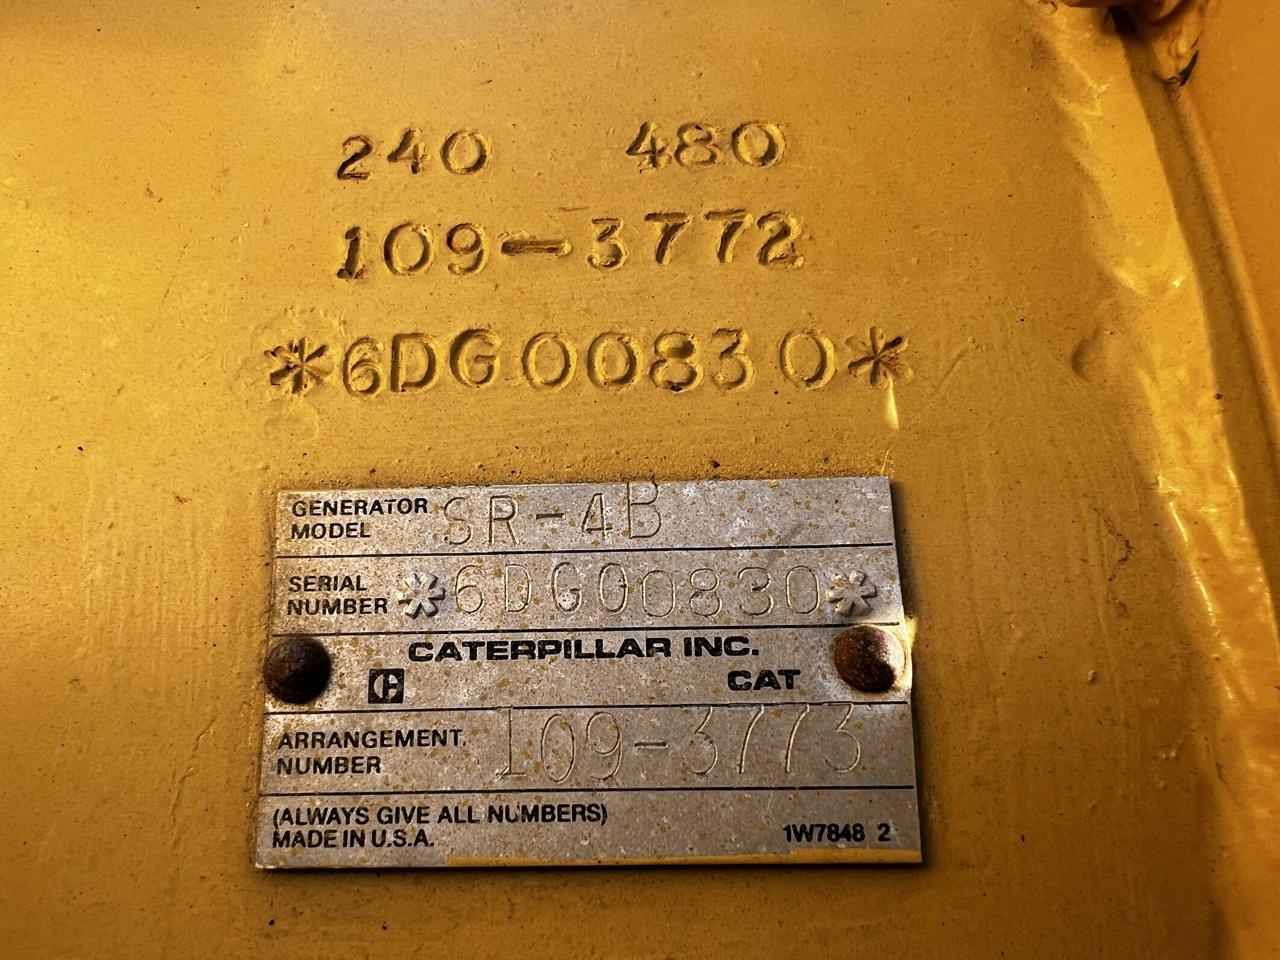 240 480
109-3772
*6DG00830*
GENERATOR MODEL SR-4B
SERIAL NUMBER *6DG00830*
CATERPILLAR INC.
C CAT
ARRANGEMENT NUMBER 109-3773
(ALWAYS GIVE ALL NUMBERS)
MADE IN U.S.A. 1W7848 2